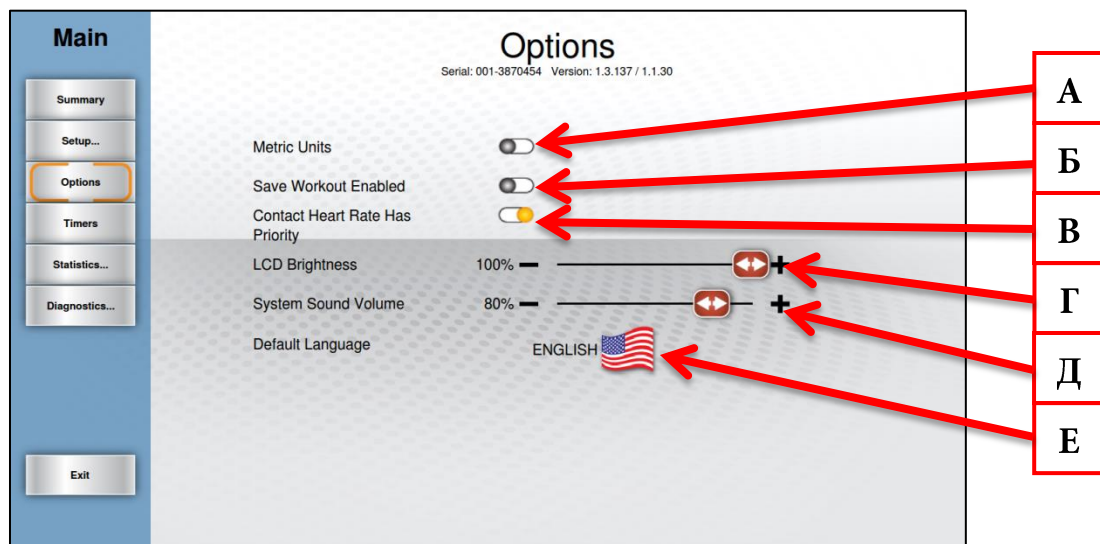 Main
Options
Serial: 001-3870454 Version: 1.3.137 / 1.1.30
Summary
Setup...
Options
Timers
Statistics...
Diagnostics...
Exit
Metric Units
Save Workout Enabled
Contact Heart Rate Has
Priority
LCD Brightness 100%
System Sound Volume 80%
Default Language ENGLISH
А
Б
В
Г
Д
Е